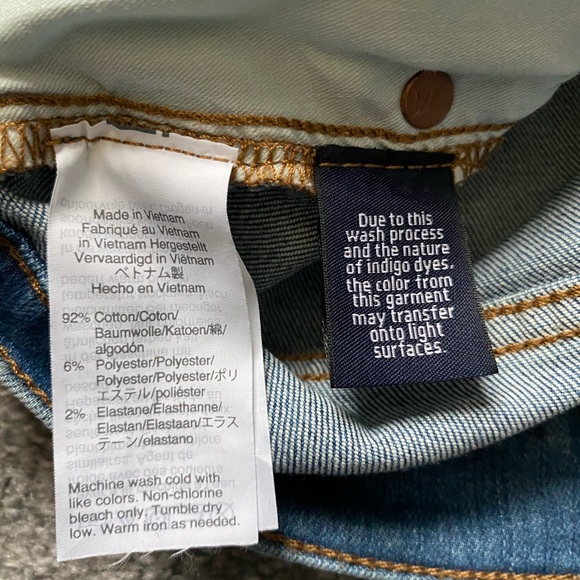 Made in Vietnam
Fabriqué au Vietnam
in Vietnam Hergestellt
Vervaardigd in Viêtnam
ベトナム製
Hecho en Vietnam
92% Cotton/Coton/
Baumwolle/Katoen/綿/
algodón
6% Polyester/Polyester/
Polyester/Polyester/ポリ
エステル/poliéster
2% Elastane/Élasthanne/
Elastan/Elastaan/エラス
テーン/elastano
Machine wash cold with
like colors. Non-chlorine
bleach only. Tumble dry
low. Warm iron as needed.
Due to this
wash process
and the nature
of indigo dyes,
the color from
this garment
may transfer
onto light
surfaces.